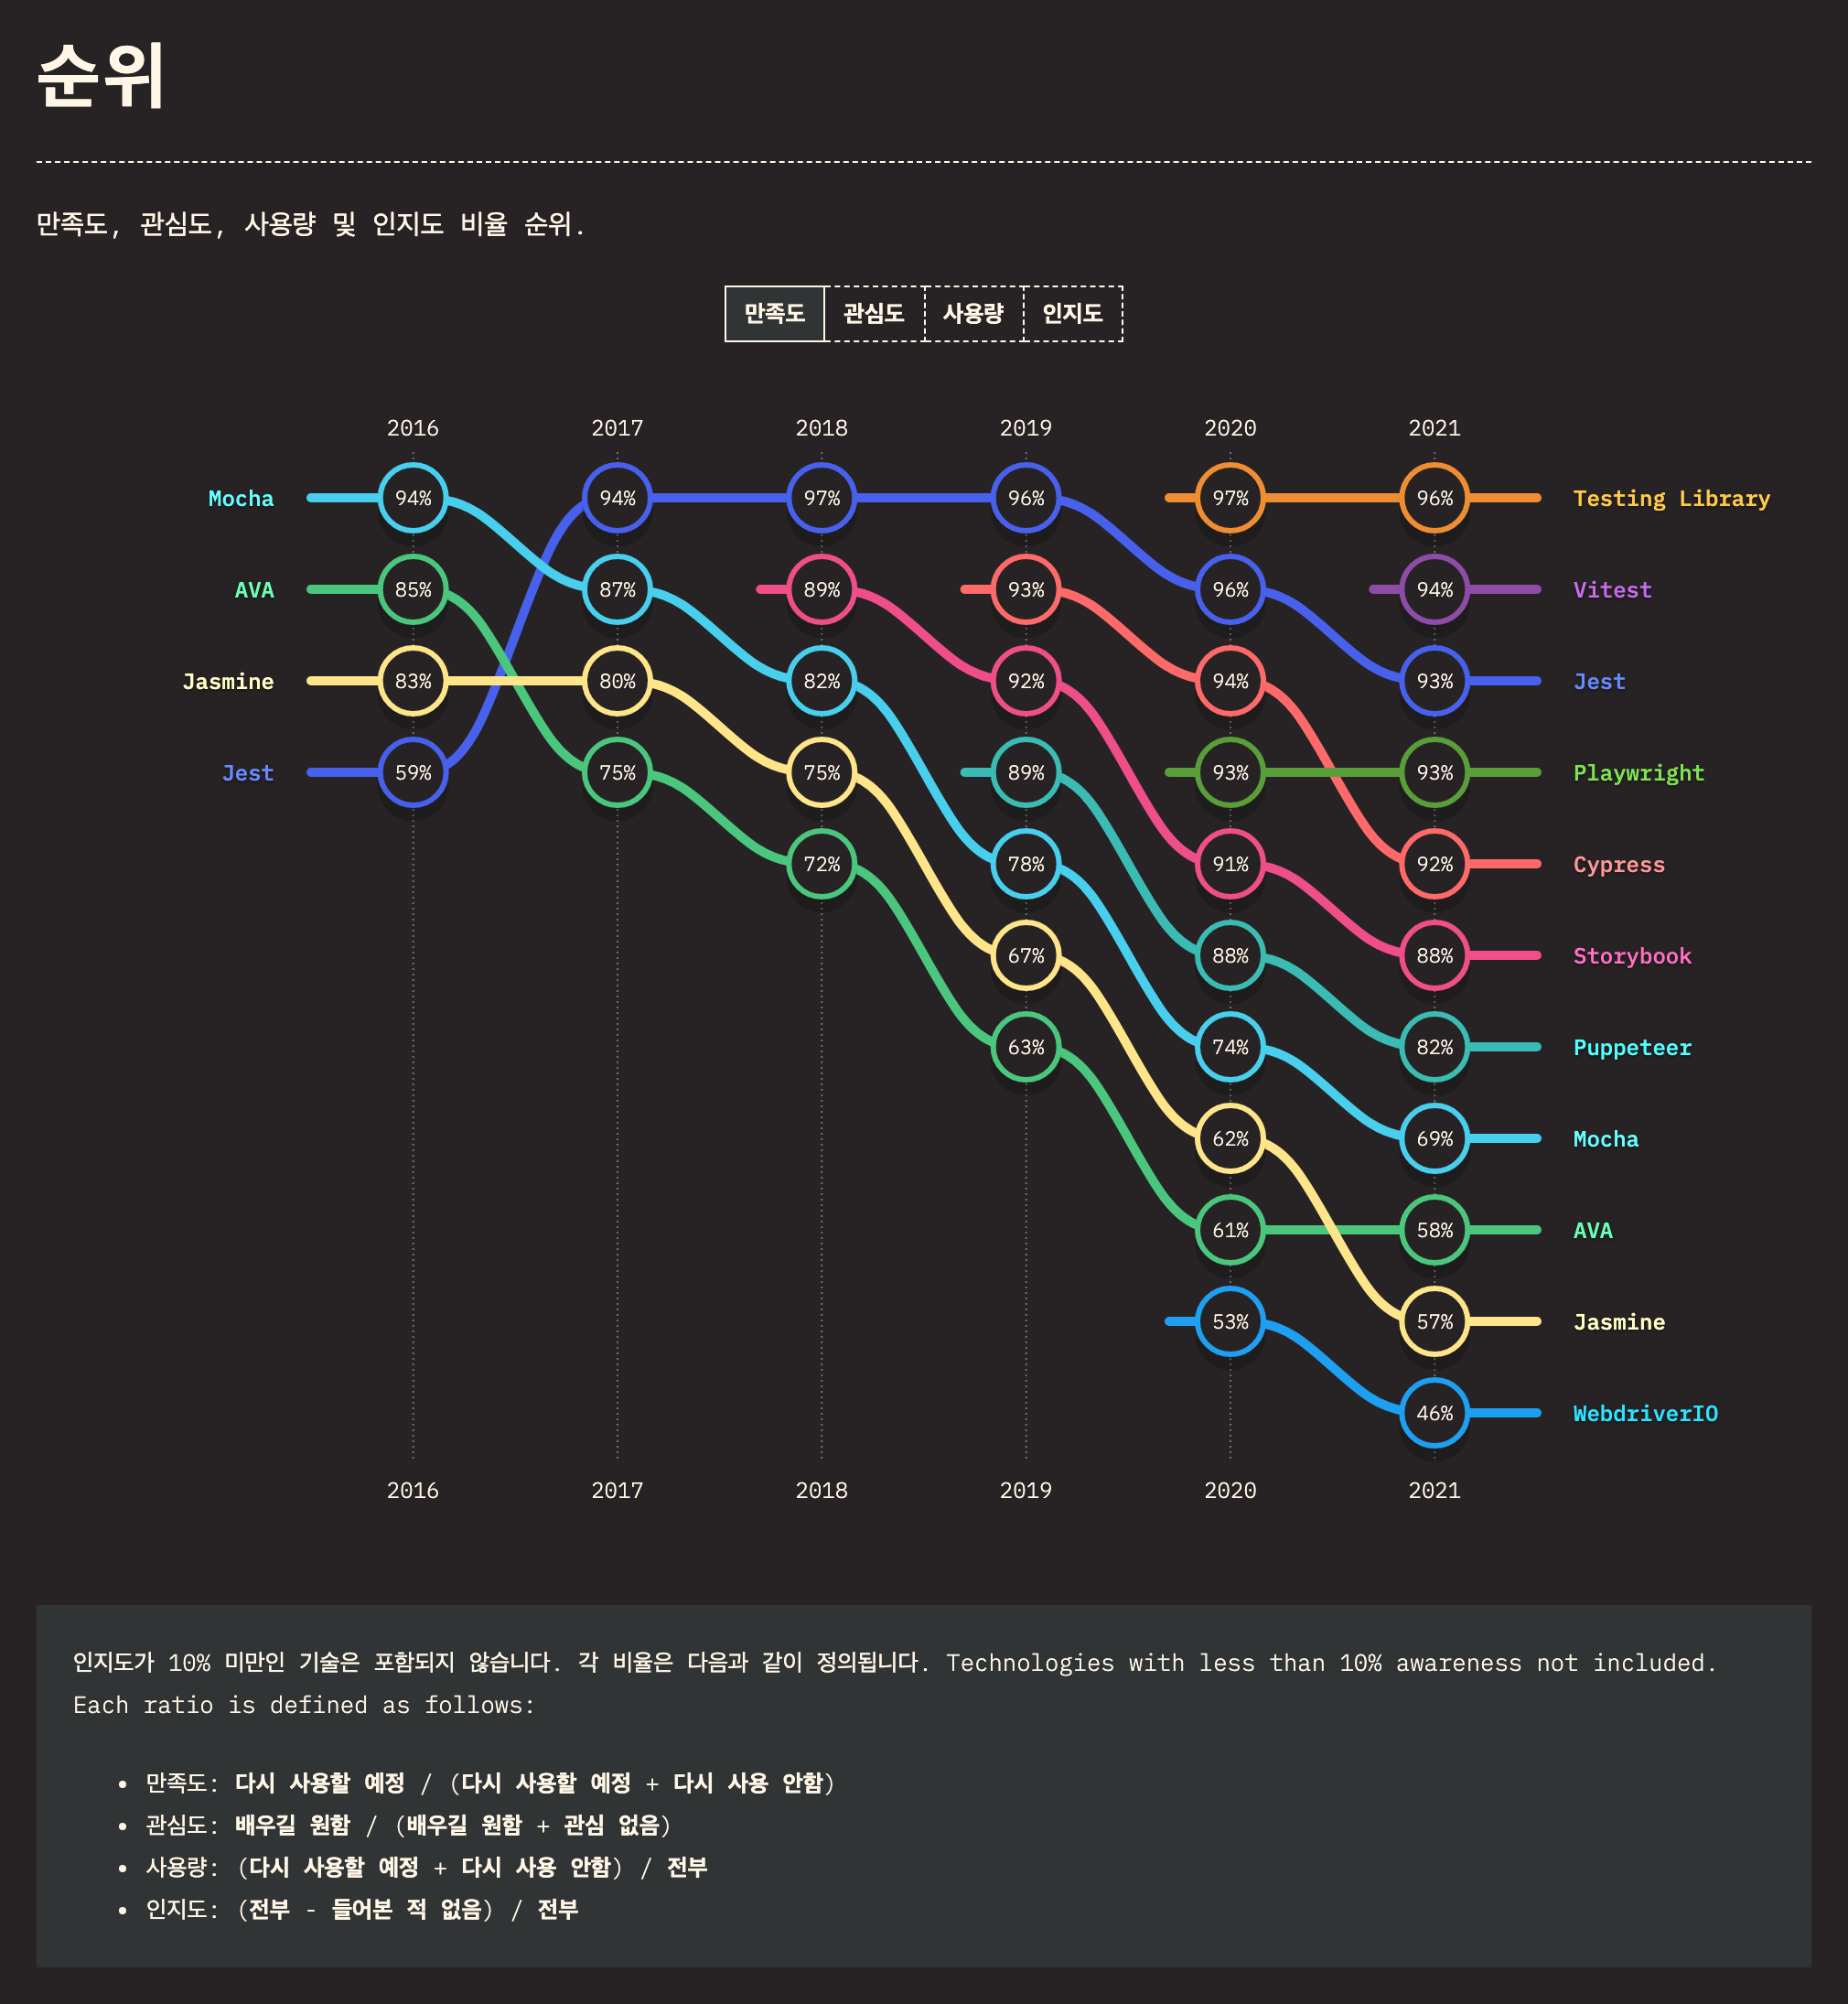 순위
만족도, 관심도, 사용량 및 인지도 비율 순위.
만족도 관심도 사용량 인지도
2016 2017 2018 2019 2020 2021
Mocha 94% 94% 97% 96% 97% 96% Testing Library
AVA 85% 87% 89% 93% 96% 94% Vitest
Jasmine 83% 80% 82% 92% 94% 93% Jest
Jest 59% 75% 75% 89% 93% 93% Playwright
72% 78% 91% 92% Cypress
67% 88% 88% Storybook
63% 74% 82% Puppeteer
62% 69% Mocha
61% 58% AVA
53% 57% Jasmine
46% WebdriverIO
2016 2017 2018 2019 2020 2021
인지도가 10% 미만인 기술은 포함되지 않습니다. 각 비율은 다음과 같이 정의됩니다. Technologies with less than 10% awareness not included.
Each ratio is defined as follows:
• 만족도: 다시 사용할 예정 / (다시 사용할 예정 + 다시 사용 안함)
• 관심도: 배우길 원함 / (배우길 원함 + 관심 없음)
• 사용량: (다시 사용할 예정 + 다시 사용 안함) / 전부
• 인지도: (전부 - 들어본 적 없음) / 전부